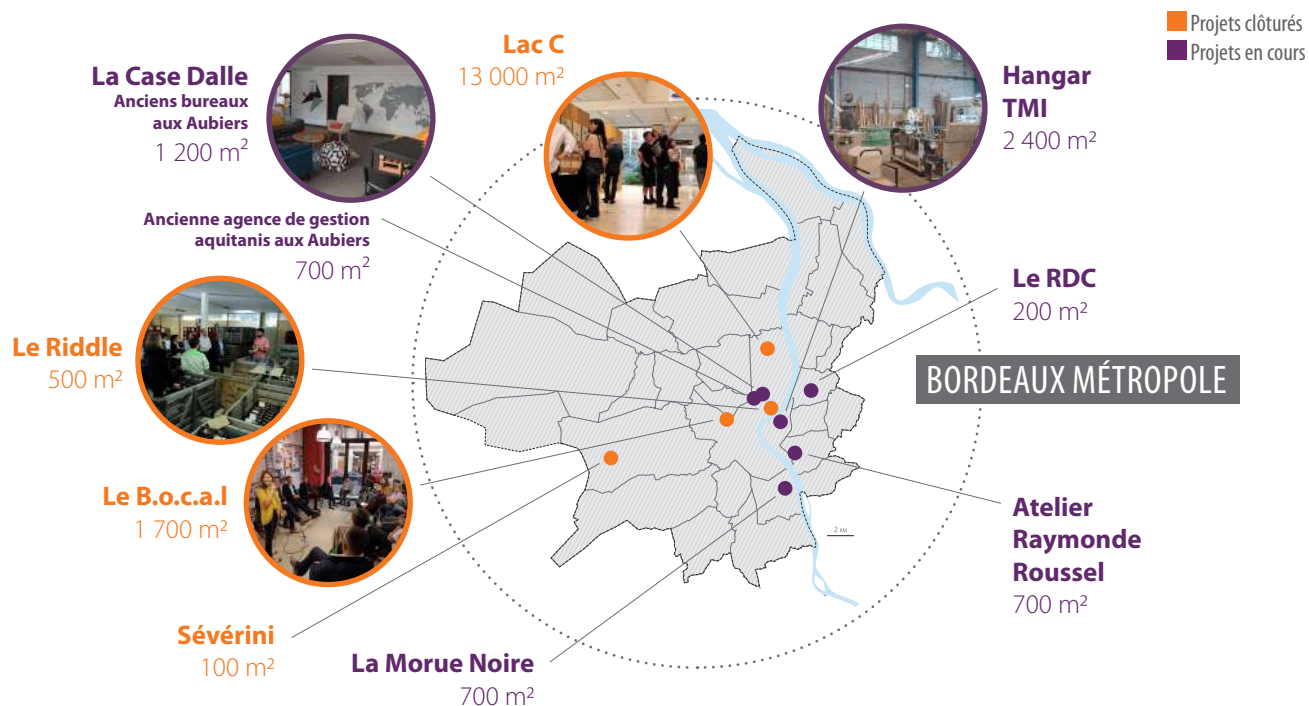 Projets clôturés
Projets en cours
Lac C
13 000 m²
La Case Dalle
Anciens bureaux
aux Aubiers
1 200 m²
Hangar
TMI
2 400 m²
Ancienne agence de gestion
aquitanis aux Aubiers
700 m²
Le RDC
200 m²
Le Riddle
500 m²
BORDEAUX MÉTROPOLE
Le B.o.c.a.l
1 700 m²
2 KM
Atelier
Raymonde
Roussel
700 m²
Sévérini
100 m²
La Morue Noire
700 m²